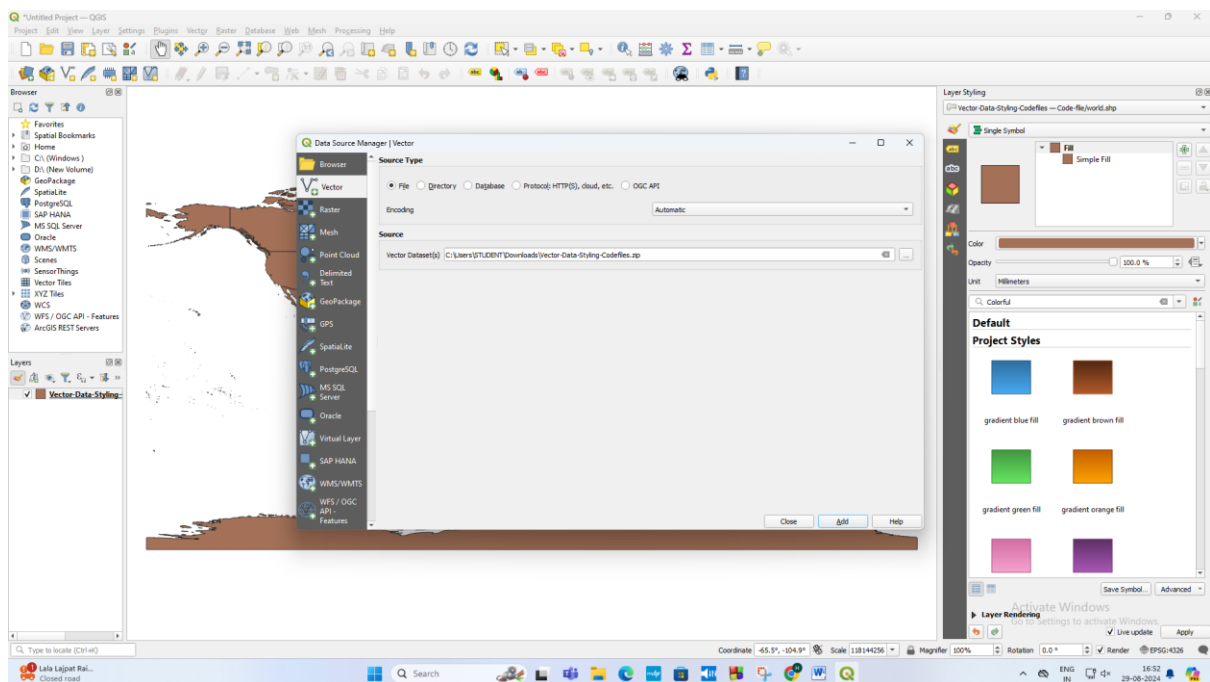 *Untitled Project — QGIS
Project Edit View Layer Settings Plugins Vector Raster Database Web Mesh Processing Help
Browser
Favorites
Spatial Bookmarks
Home
C:\ (Windows )
D:\ (New Volume)
GeoPackage
SpatiaLite
PostgreSQL
SAP HANA
MS SQL Server
Oracle
WMS/WMTS
Scenes
SensorThings
Vector Tiles
XYZ Tiles
WCS
WFS / OGC API - Features
ArcGIS REST Servers
Layers
Vector-Data-Styling-
Data Source Manager | Vector
Browser
Vector
Raster
Mesh
Point Cloud
Delimited
Text
GeoPackage
GPS
SpatiaLite
PostgreSQL
MS SQL
Server
Oracle
Virtual Layer
SAP HANA
WMS/WMTS
WFS / OGC
API -
Features
Source Type
File Directory Database Protocol: HTTP(S), cloud, etc. OGC API
Encoding Automatic
Source
Vector Dataset(s) C:\Users\STUDENT\Downloads\Vector-Data-Styling-Codefiles.zip ...
Close Add Help
Layer Styling
Vector-Data-Styling-Codefiles — Code-file/world.shp
Single Symbol
Fill
Simple Fill
Color
Opacity 100.0 %
Unit Millimeters
Colorful
Default
Project Styles
gradient blue fill gradient brown fill
gradient green fill gradient orange fill
Save Symbol... Advanced
Activate Windows
Layer Rendering
Go to Settings to activate Windows.
Live update Apply
Type to locate (Ctrl+K) Coordinate -65.5°, -104.9° Scale 118144256 Magnifier 100% Rotation 0.0 ° Render EPSG:4326
Lala Lajpat Rai...
Closed road
Search
ENG
IN
16:52
29-08-2024